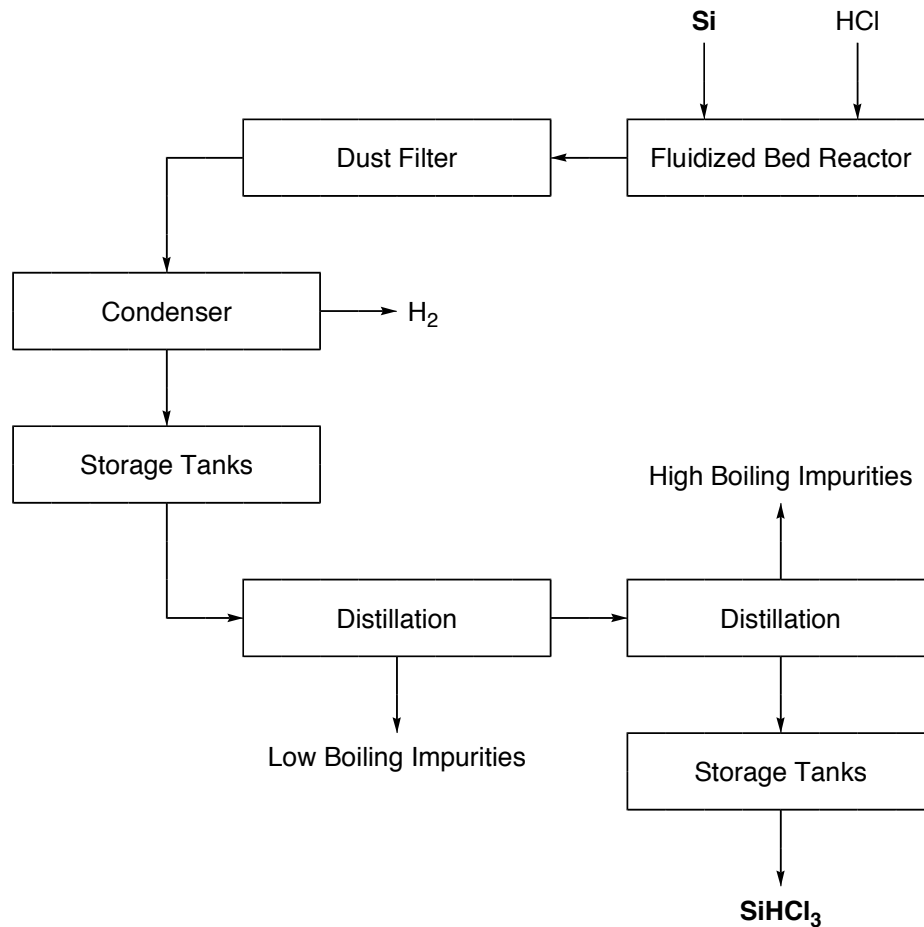 Si
HCl
Dust Filter
Fluidized Bed Reactor
Condenser
H₂
Storage Tanks
High Boiling Impurities
Distillation
Distillation
Low Boiling Impurities
Storage Tanks
SiHCl₃